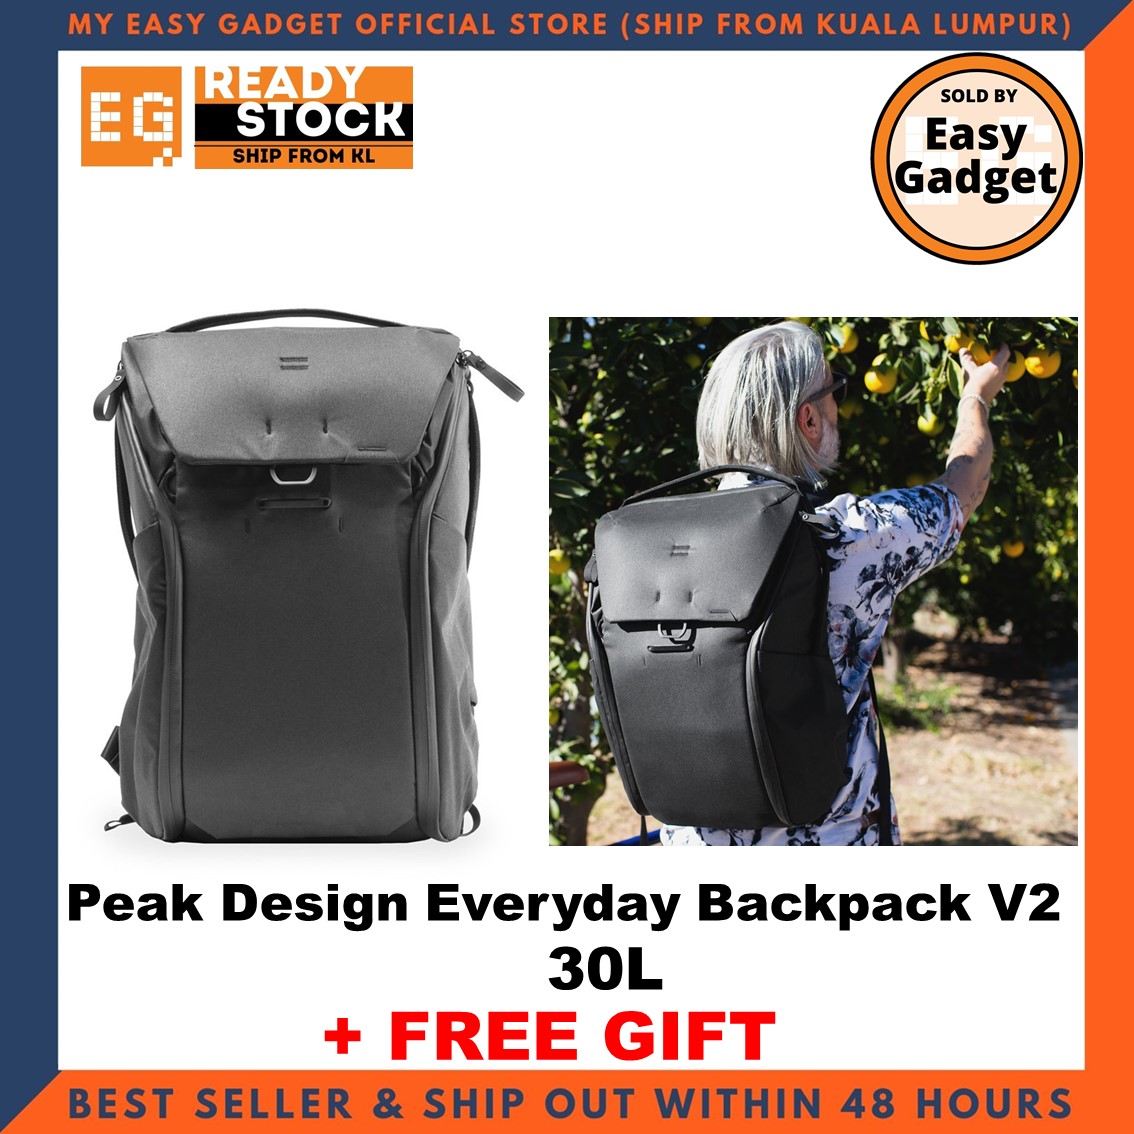 MY EASY GADGET OFFICIAL STORE (SHIP FROM KUALA LUMPUR)
EG
READY
STOCK
SHIP FROM KL
SOLD BY
Easy
Gadget
Peak Design Everyday Backpack V2
30L
+ FREE GIFT
BEST SELLER & SHIP OUT WITHIN 48 HOURS